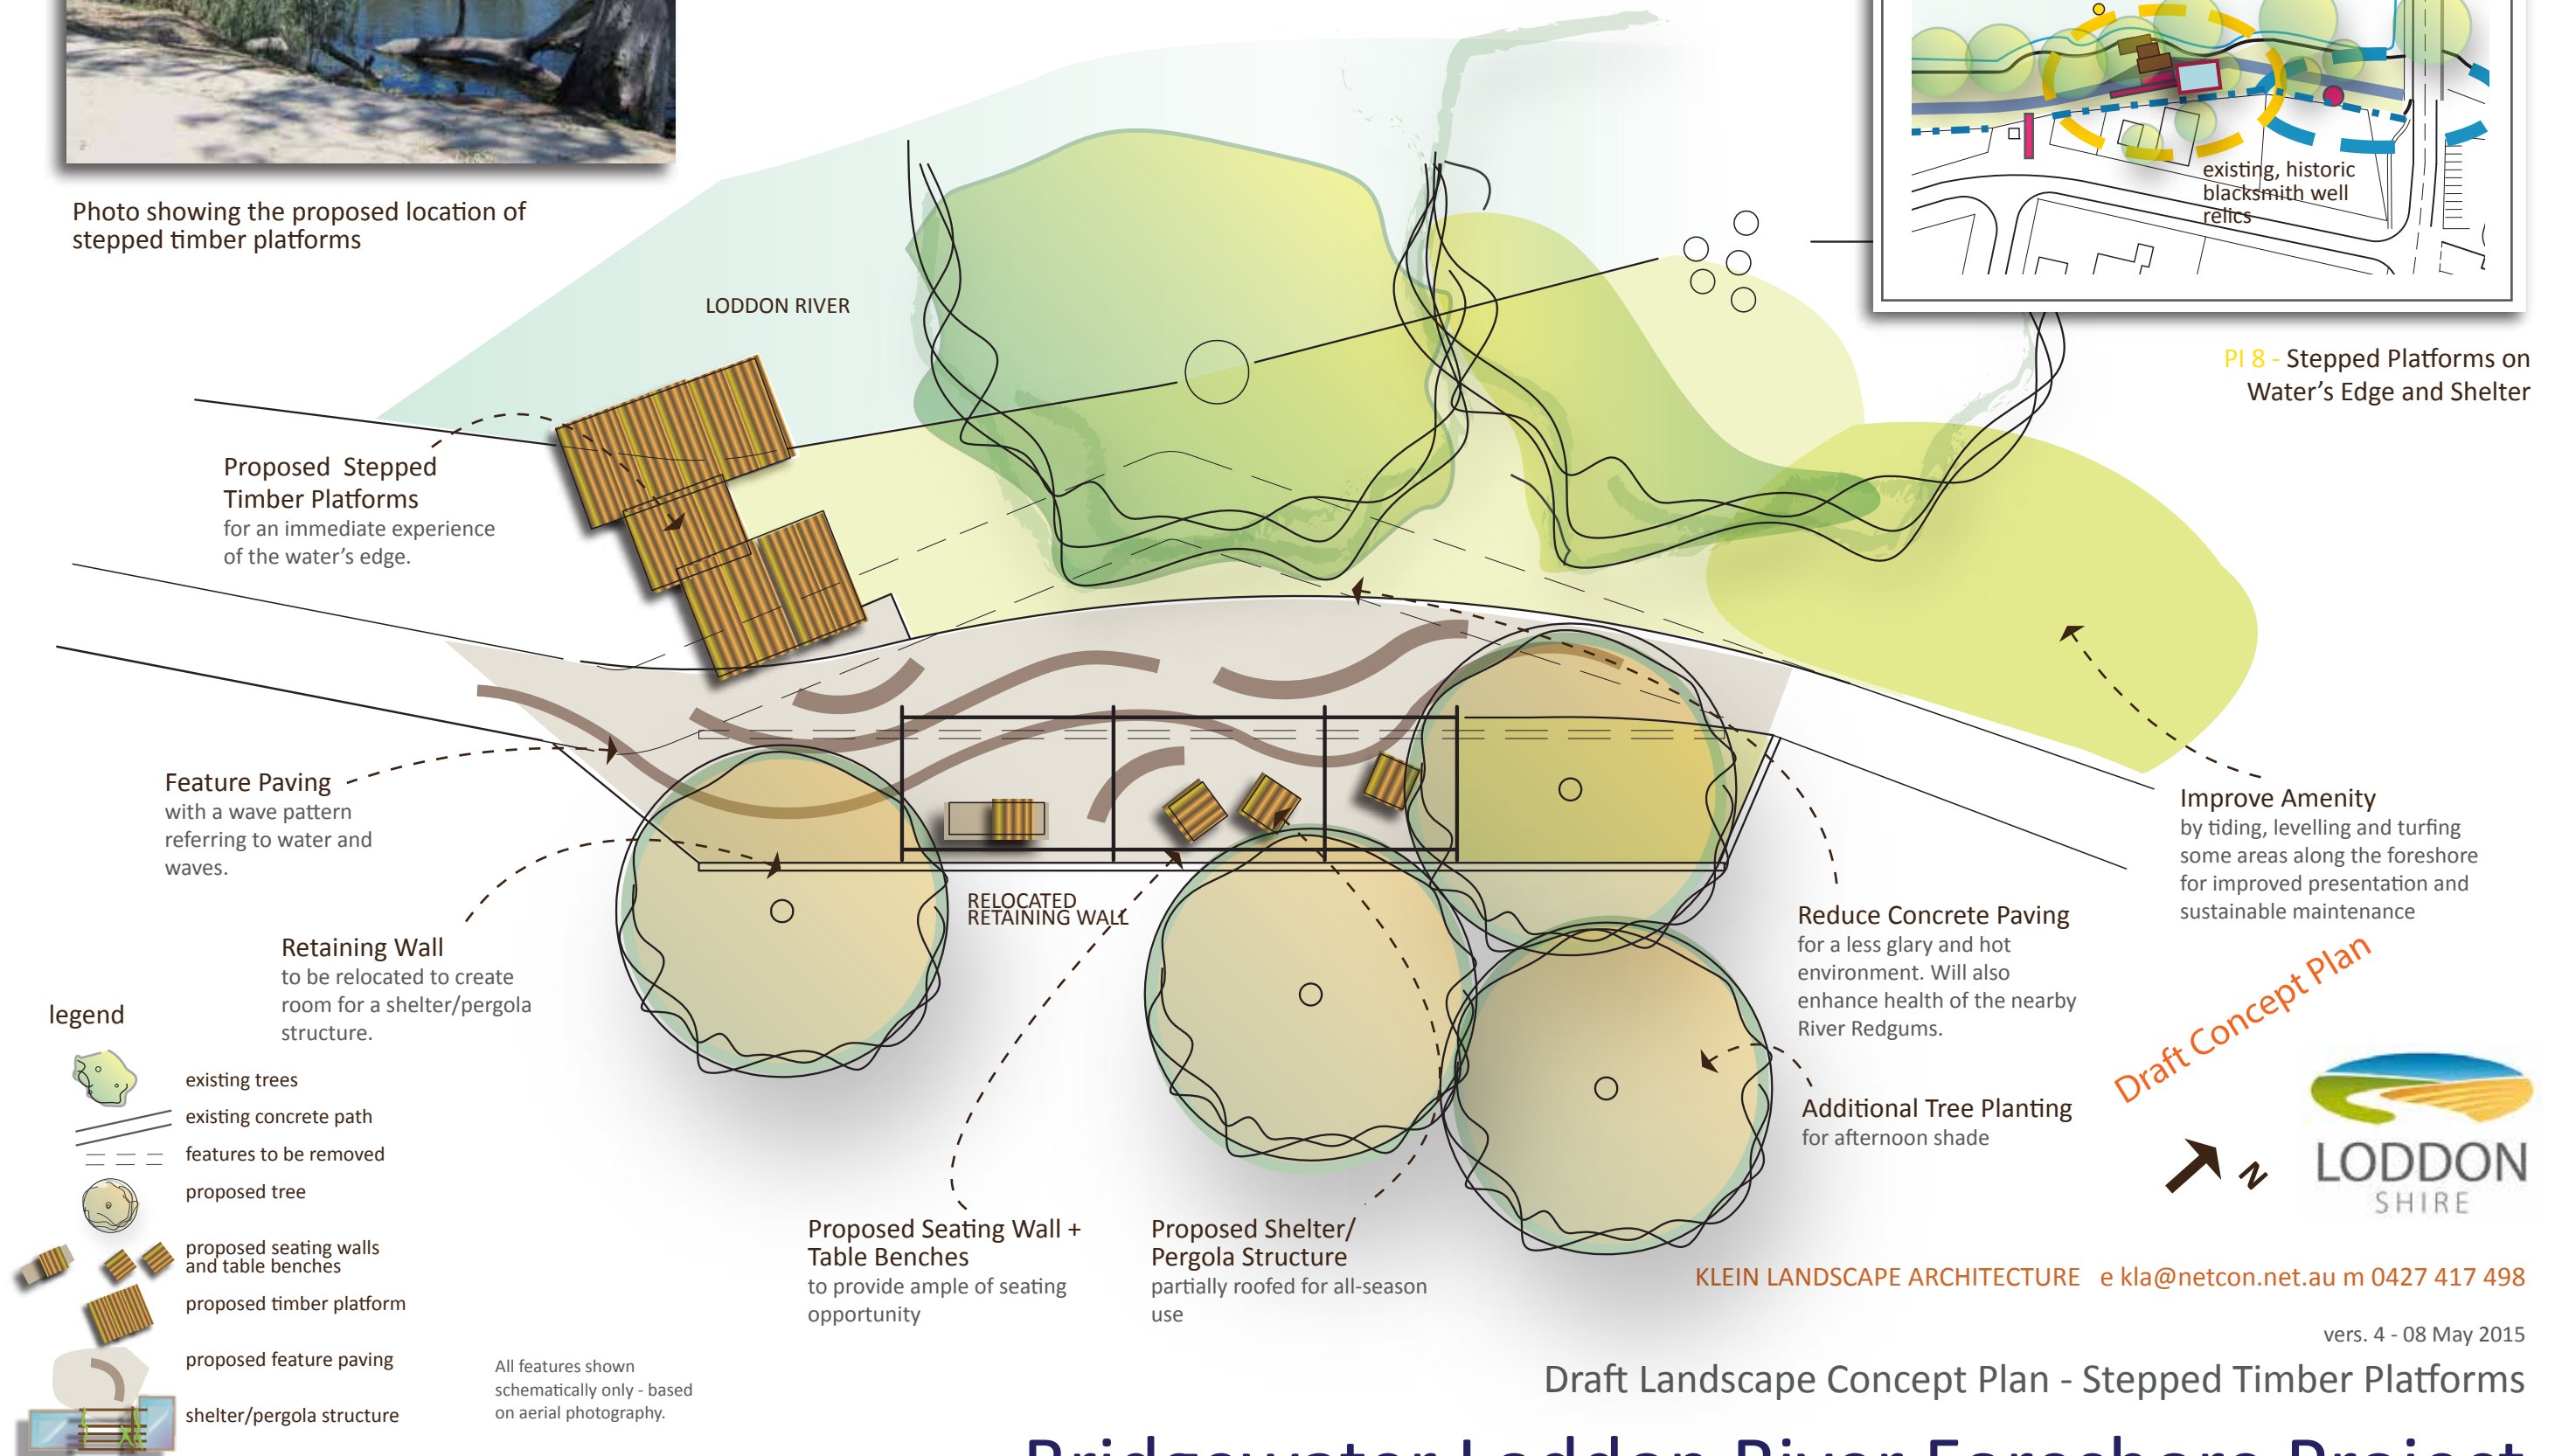 existing, historic
blacksmith well
relics
Photo showing the proposed location of
stepped timber platforms
LODDON RIVER
PI 8 - Stepped Platforms on
Water's Edge and Shelter
Proposed Stepped
Timber Platforms
for an immediate experience
of the water's edge.
Feature Paving
with a wave pattern
referring to water and
waves.
Improve Amenity
by tiding, levelling and turfing
some areas along the foreshore
for improved presentation and
sustainable maintenance
RELOCATED
RETAINING WALL
Retaining Wall
to be relocated to create
room for a shelter/pergola
structure.
Reduce Concrete Paving
for a less glary and hot
environment. Will also
enhance health of the nearby
River Redgums.
Draft Concept Plan
Additional Tree Planting
for afternoon shade
N
LODDON
SHIRE
legend
existing trees
existing concrete path
features to be removed
proposed tree
proposed seating walls
and table benches
proposed timber platform
proposed feature paving
shelter/pergola structure
Proposed Seating Wall +
Table Benches
to provide ample of seating
opportunity
Proposed Shelter/
Pergola Structure
partially roofed for all-season
use
KLEIN LANDSCAPE ARCHITECTURE e kla@netcon.net.au m 0427 417 498
vers. 4 - 08 May 2015
All features shown
schematically only - based
on aerial photography.
Draft Landscape Concept Plan - Stepped Timber Platforms
Bridgewater Loddon River Foreshore Project